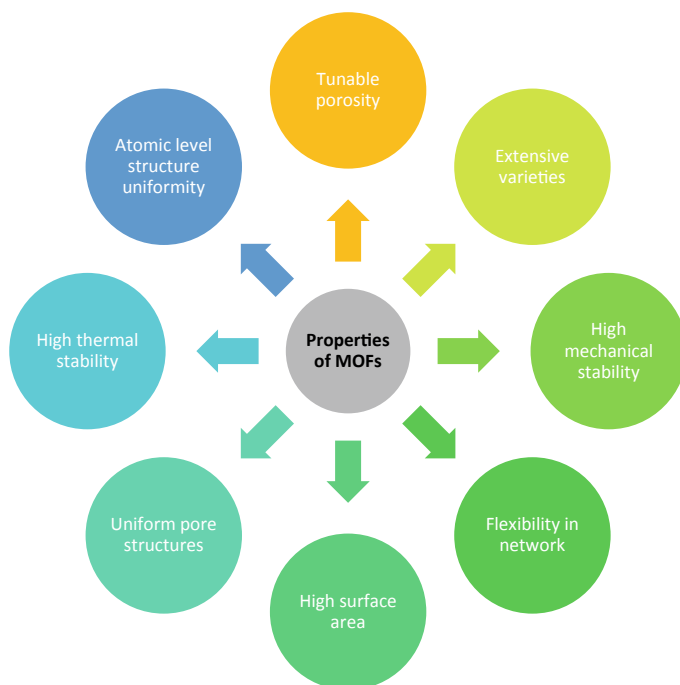 Tunable
porosity
Extensive
varieties
High
mechanical
stability
Flexibility in
network
High surface
area
Uniform pore
structures
High thermal
stability
Atomic level
structure
uniformity
Properties
of MOFs